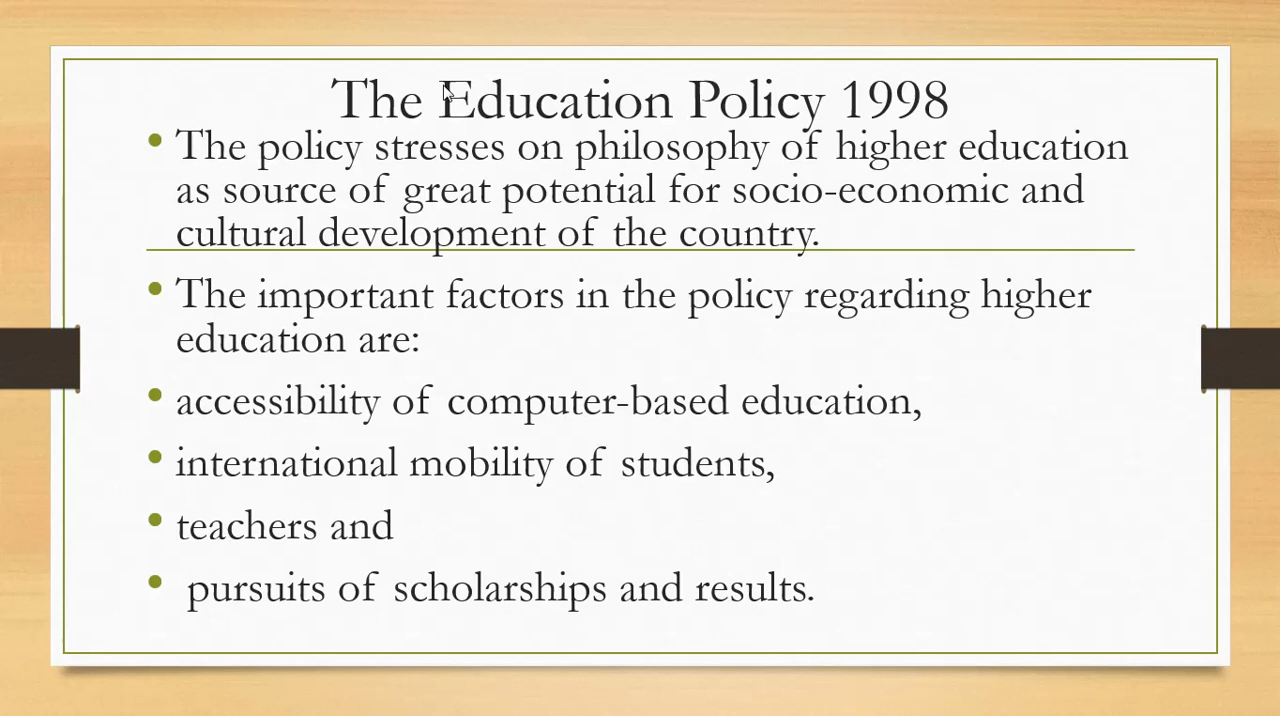 The Education Policy 1998
• The policy stresses on philosophy of higher education
as source of great potential for socio-economic and
cultural development of the country.
• The important factors in the policy regarding higher
education are:
• accessibility of computer-based education,
• international mobility of students,
• teachers and
• pursuits of scholarships and results.